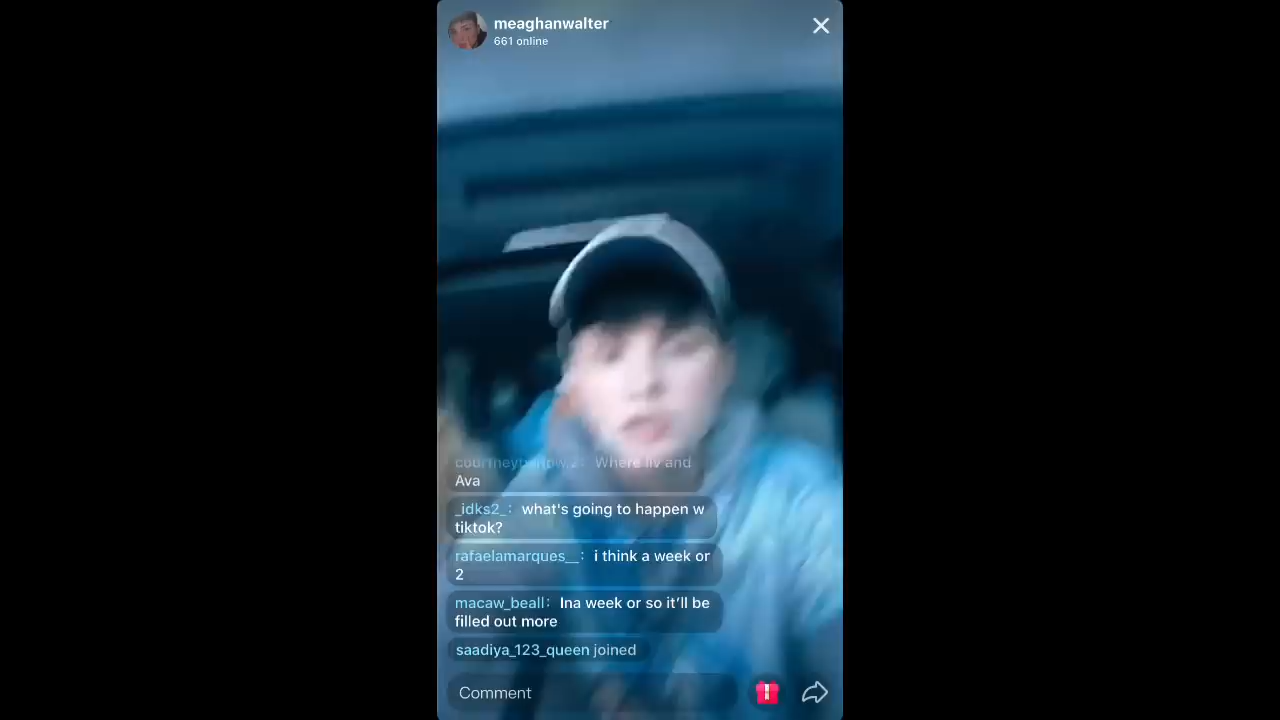 meaghanwalter
661 online
Where liv and
Ava
_idks2_: what's going to happen w
tiktok?
rafaelamarques__: i think a week or
2
macaw_beall: Ina week or so it’ll be
filled out more
saadiya_123_queen joined
Comment